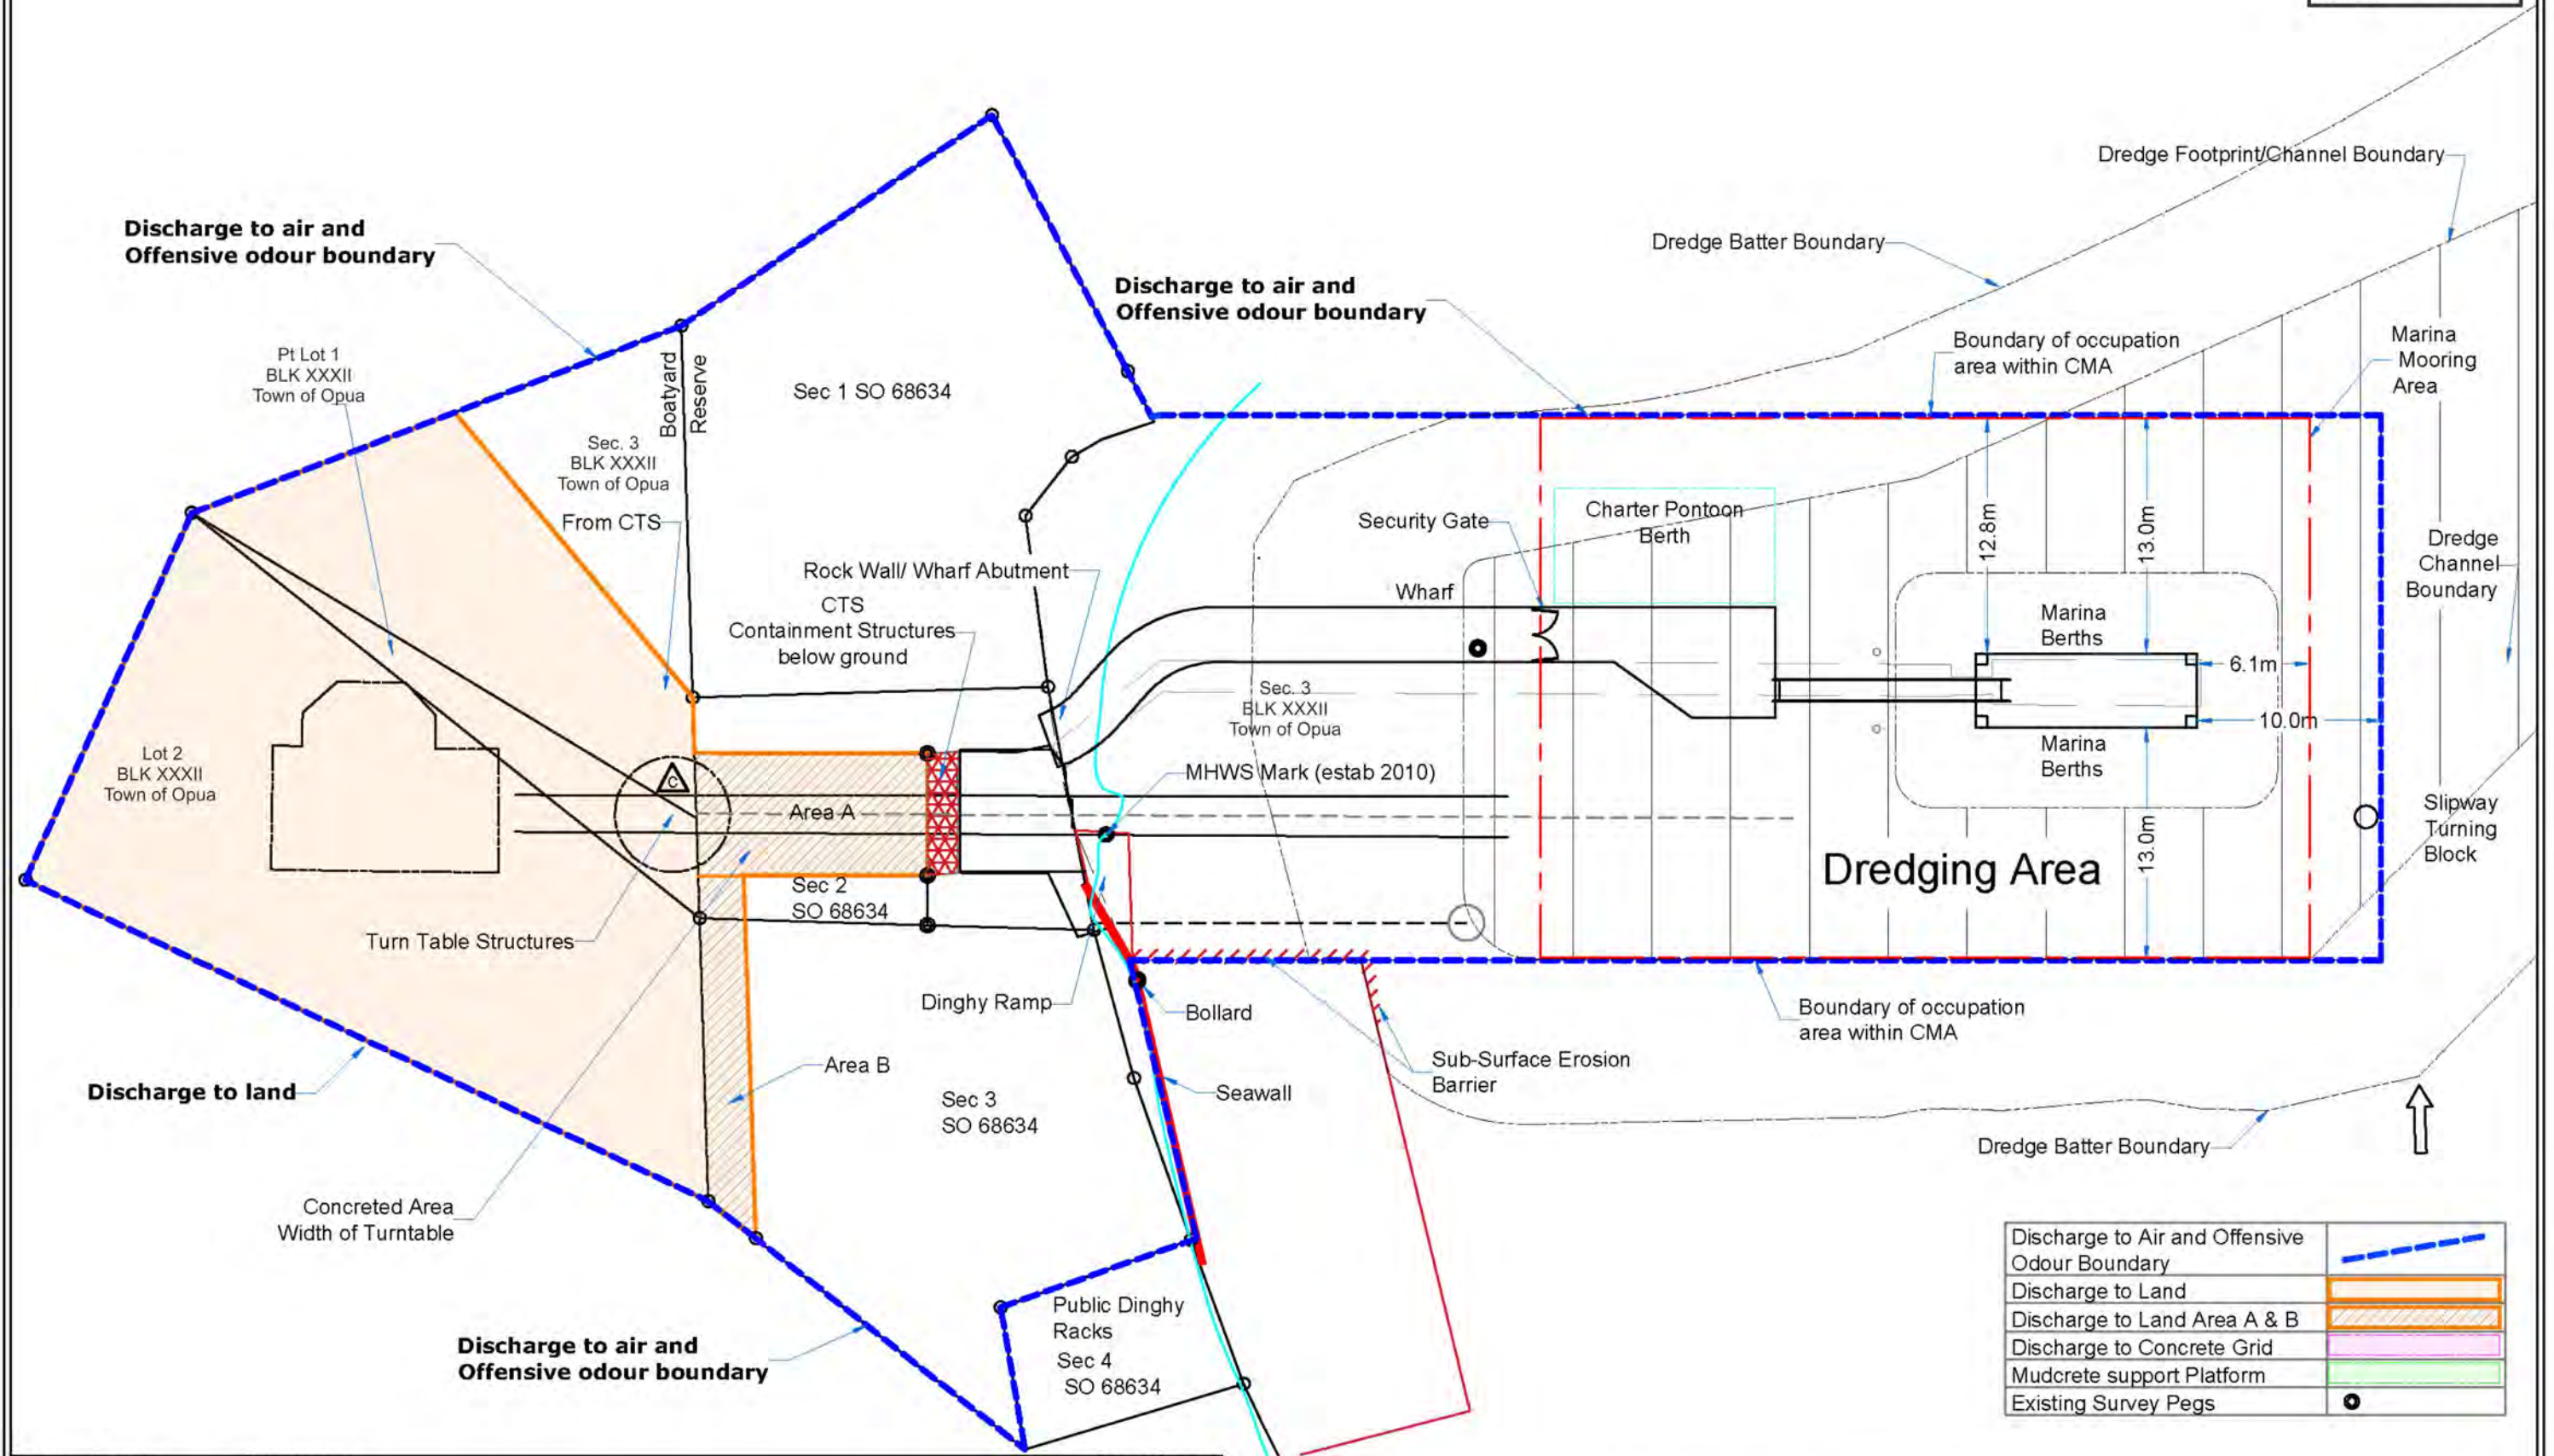 Discharge to air and
Offensive odour boundary
Pt Lot 1
BLK XXXII
Town of Opua
Boatyard
Reserve
Sec 1 SO 68634
Sec. 3
BLK XXXII
Town of Opua
From CTS
Discharge to air and
Offensive odour boundary
Dredge Batter Boundary
Dredge Footprint/Channel Boundary
Boundary of occupation
area within CMA
Marina
Mooring
Area
Rock Wall/ Wharf Abutment
CTS
Containment Structures
below ground
Security Gate
Charter Pontoon
Berth
Wharf
12.8m
13.0m
Marina
Berths
Dredge
Channel
Boundary
6.1m
10.0m
Sec. 3
BLK XXXII
Town of Opua
Marina
Berths
Lot 2
BLK XXXII
Town of Opua
C
Area A
MHWS Mark (estab 2010)
Slipway
Turning
Block
13.0m
Dredging Area
Sec 2
SO 68634
Turn Table Structures
Dinghy Ramp
Bollard
Boundary of occupation
area within CMA
Sub-Surface Erosion
Barrier
Area B
Seawall
Discharge to land
Sec 3
SO 68634
Dredge Batter Boundary
Concreted Area
Width of Turntable
Public Dinghy
Racks
Sec 4
SO 68634
Discharge to air and
Offensive odour boundary
Discharge to Air and Offensive
Odour Boundary
Discharge to Land
Discharge to Land Area A & B
Discharge to Concrete Grid
Mudcrete support Platform
Existing Survey Pegs